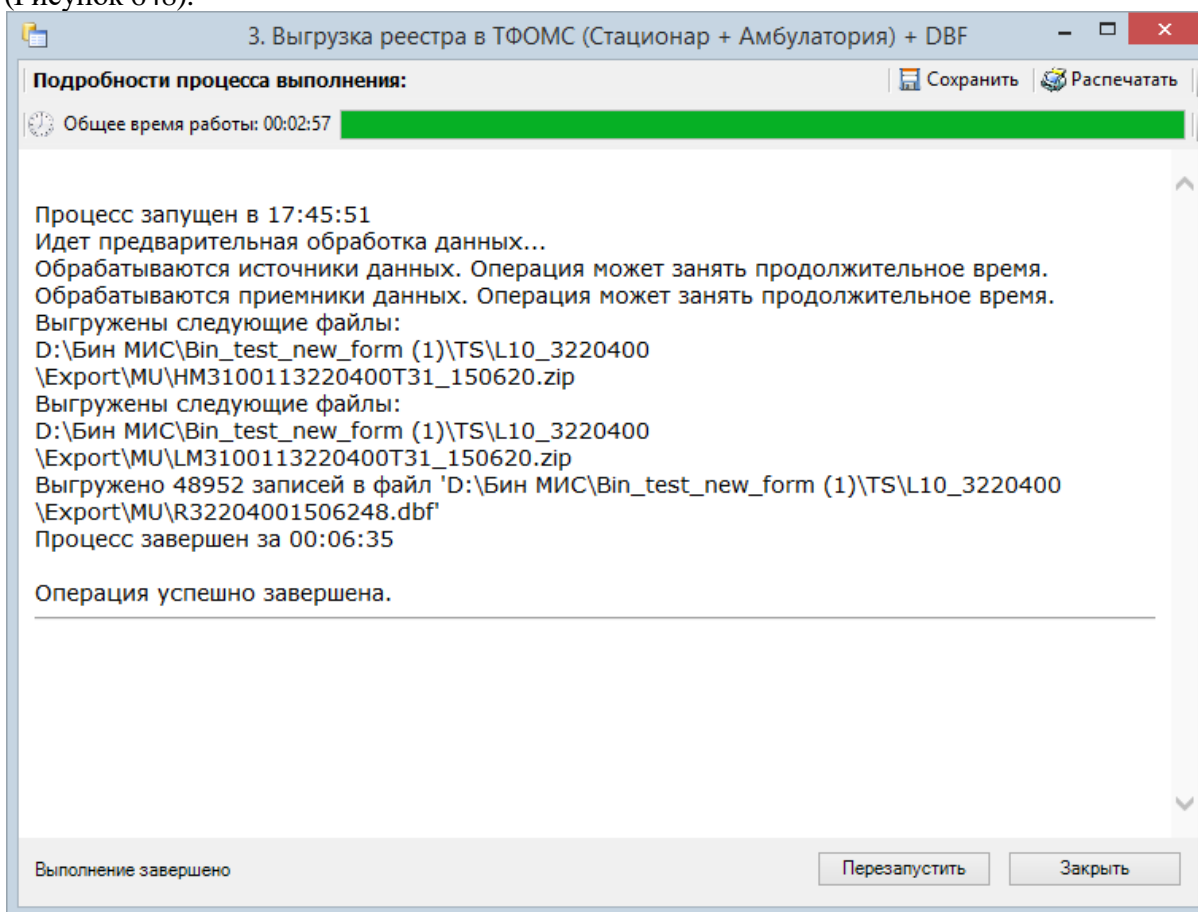 (Рисунок 648).
3. Выгрузка реестра в ТФОМС (Стационар + Амбулатория) + DBF
Подробности процесса выполнения:
Сохранить
Распечатать
Общее время работы: 00:02:57
Процесс запущен в 17:45:51
Идет предварительная обработка данных...
Обрабатываются источники данных. Операция может занять продолжительное время.
Обрабатываются приемники данных. Операция может занять продолжительное время.
Выгружены следующие файлы:
D:\Бин МИС\Bin_test_new_form (1)\TS\L10_3220400
\Export\MU\HM3100113220400T31_150620.zip
Выгружены следующие файлы:
D:\Бин МИС\Bin_test_new_form (1)\TS\L10_3220400
\Export\MU\LM3100113220400T31_150620.zip
Выгружено 48952 записей в файл 'D:\Бин МИС\Bin_test_new_form (1)\TS\L10_3220400
\Export\MU\R32204001506248.dbf'
Процесс завершен за 00:06:35
Операция успешно завершена.
Выполнение завершено
Перезапустить
Закрыть